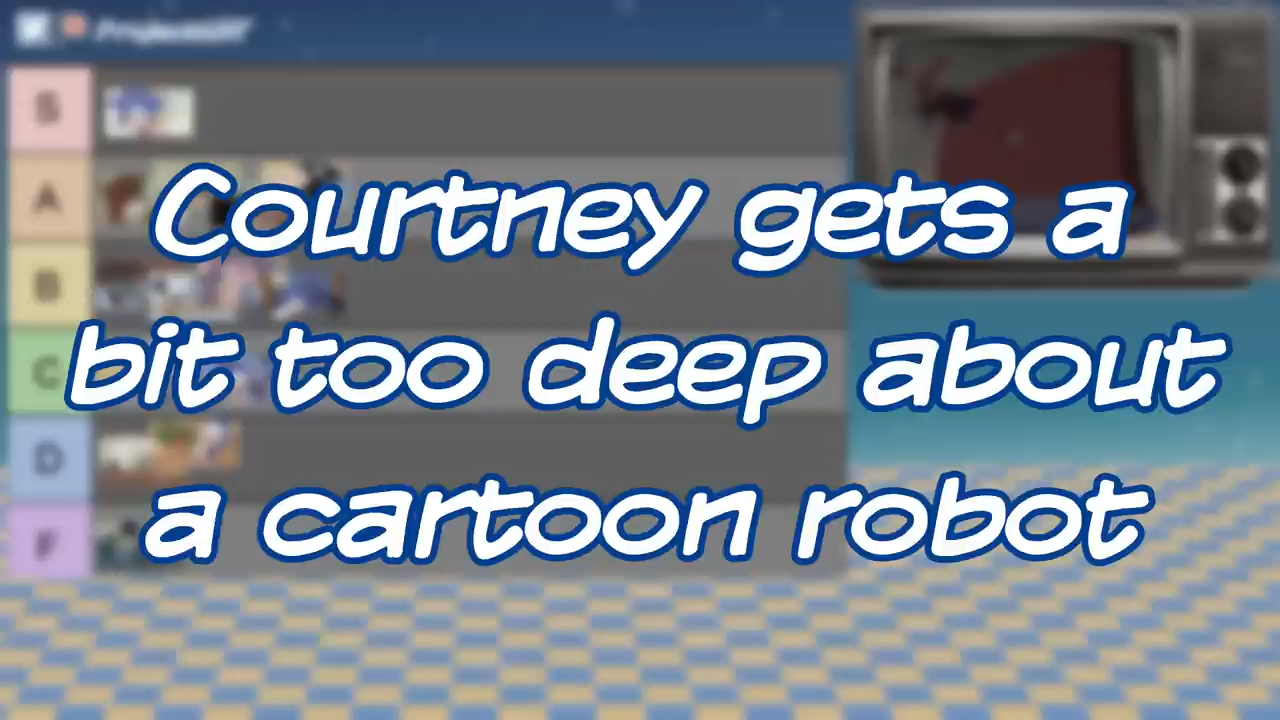 S
A
B
C
D
F
Courtney gets a
bit too deep about
a cartoon robot